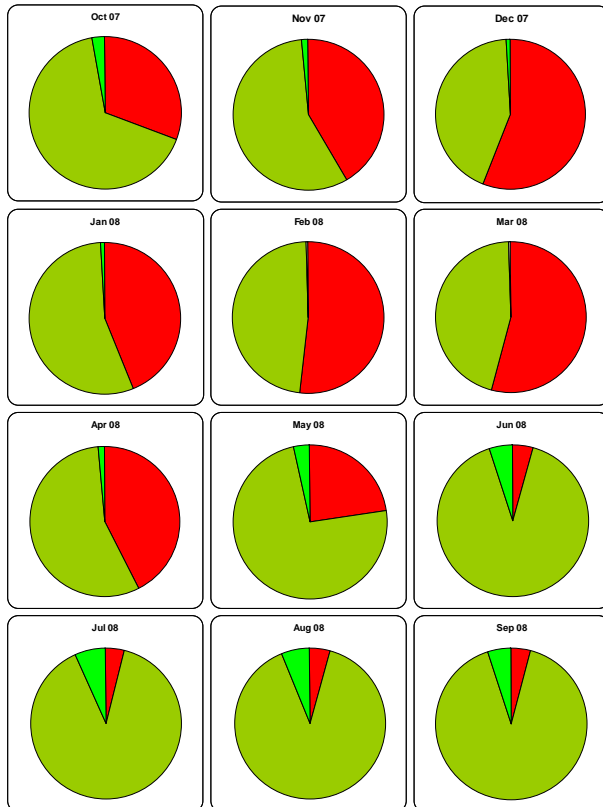 Oct 07
Nov 07
Dec 07
Jan 08
Feb 08
Mar 08
Apr 08
May 08
Jun 08
Jul 08
Aug 08
Sep 08